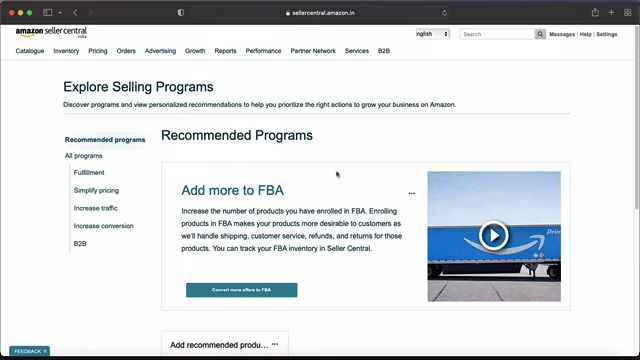 sellercentral.amazon.in
amazon seller central
india
nglish
Search
Messages | Help | Settings
Catalogue Inventory Pricing Orders Advertising Growth Reports Performance Partner Network Services B2B
Explore Selling Programs
Discover programs and view personalized recommendations to help you prioritize the right actions to grow your business on Amazon.
Recommended programs
All programs
Fulfillment
Simplify pricing
Increase traffic
Increase conversion
B2B
Recommended Programs
Add more to FBA
...
Increase the number of products you have enrolled in FBA. Enrolling
products in FBA makes your products more desirable to customers as
we'll handle shipping, customer service, refunds, and returns for those
products. You can track your FBA inventory in Seller Central.
Convert more offers to FBA
Prim
Add recommended produ... ...
FEEDBACK X